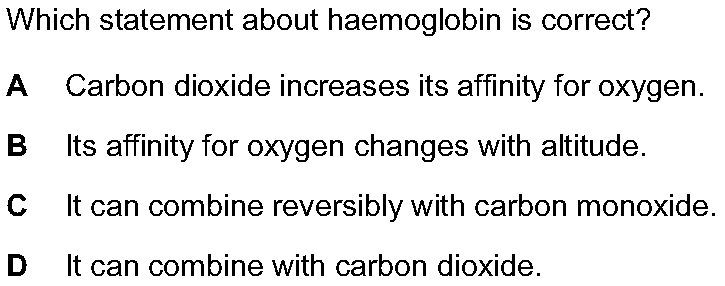 Which statement about haemoglobin is correct?
A Carbon dioxide increases its affinity for oxygen.
B Its affinity for oxygen changes with altitude.
C It can combine reversibly with carbon monoxide.
D It can combine with carbon dioxide.